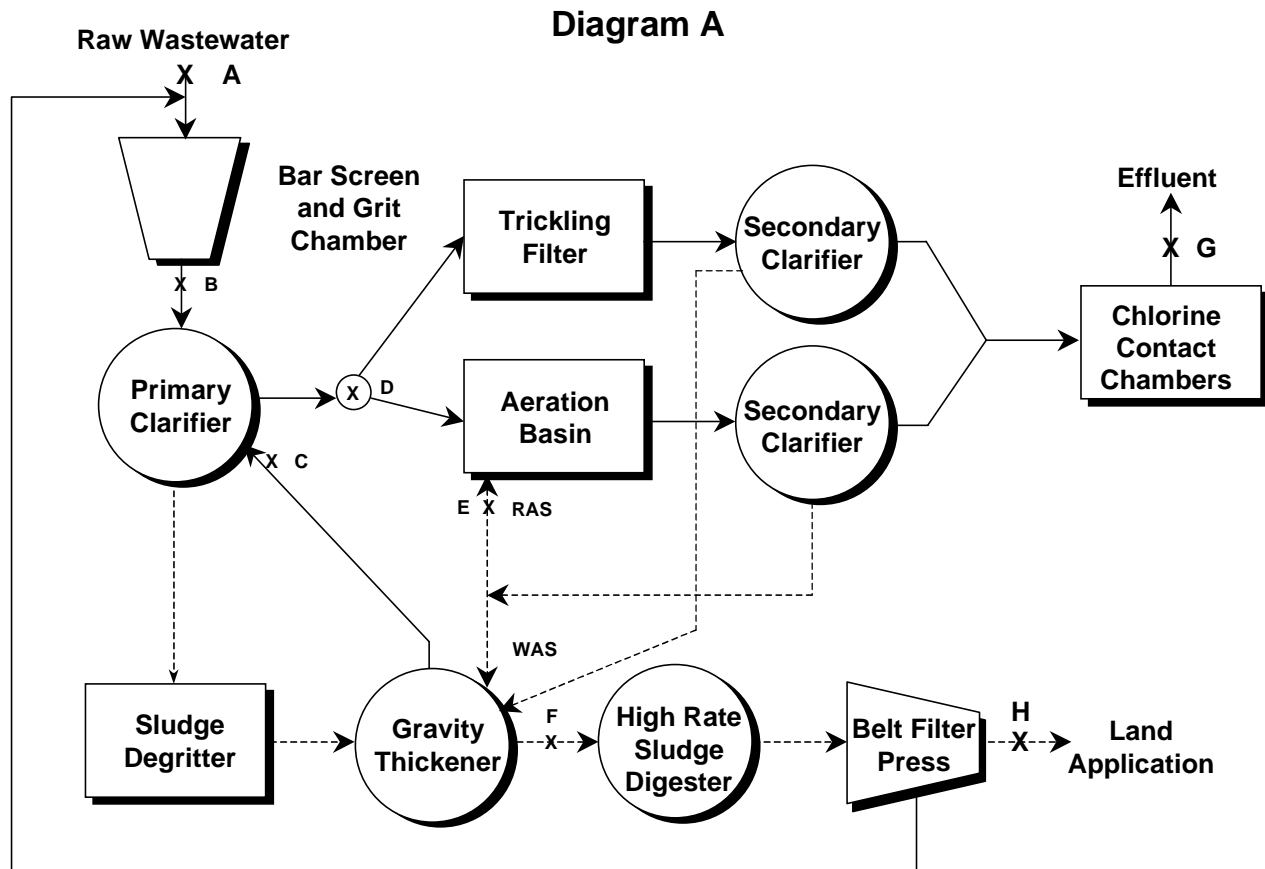 Diagram A
Raw Wastewater
X A
Bar Screen
and Grit
Chamber
X B
Trickling
Filter
Secondary
Clarifier
Effluent
X G
Chlorine
Contact
Chambers
Primary
Clarifier
X D
Aeration
Basin
Secondary
Clarifier
X C
E X RAS
WAS
Sludge
Degritter
Gravity
Thickener
F
X
High Rate
Sludge
Digester
Belt Filter
Press
H
X
Land
Application